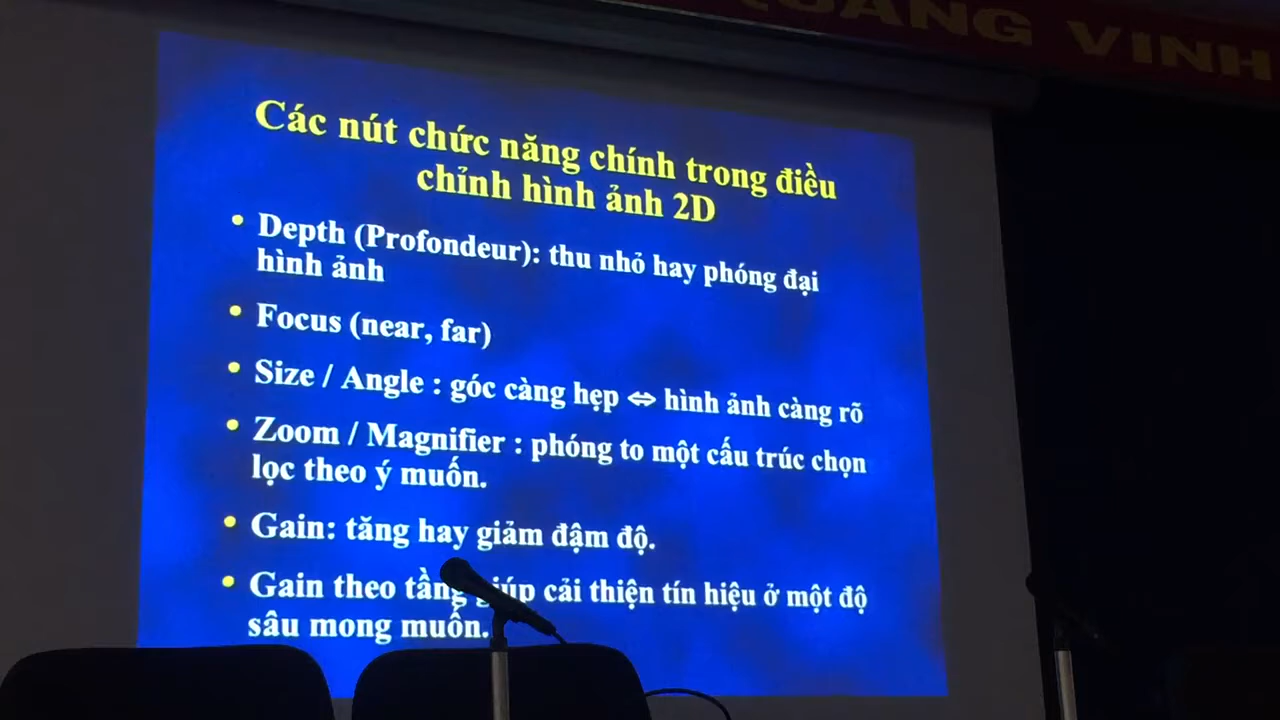 QUANG VINH
Các nút chức năng chính trong điều
chỉnh hình ảnh 2D
• Depth (Profondeur): thu nhỏ hay phóng đại
hình ảnh
• Focus (near, far)
• Size / Angle : góc càng hẹp ⇔ hình ảnh càng rõ
• Zoom / Magnifier : phóng to một cấu trúc chọn
lọc theo ý muốn.
• Gain: tăng hay giảm đậm độ.
• Gain theo tầng giúp cải thiện tín hiệu ở một độ
sâu mong muốn.